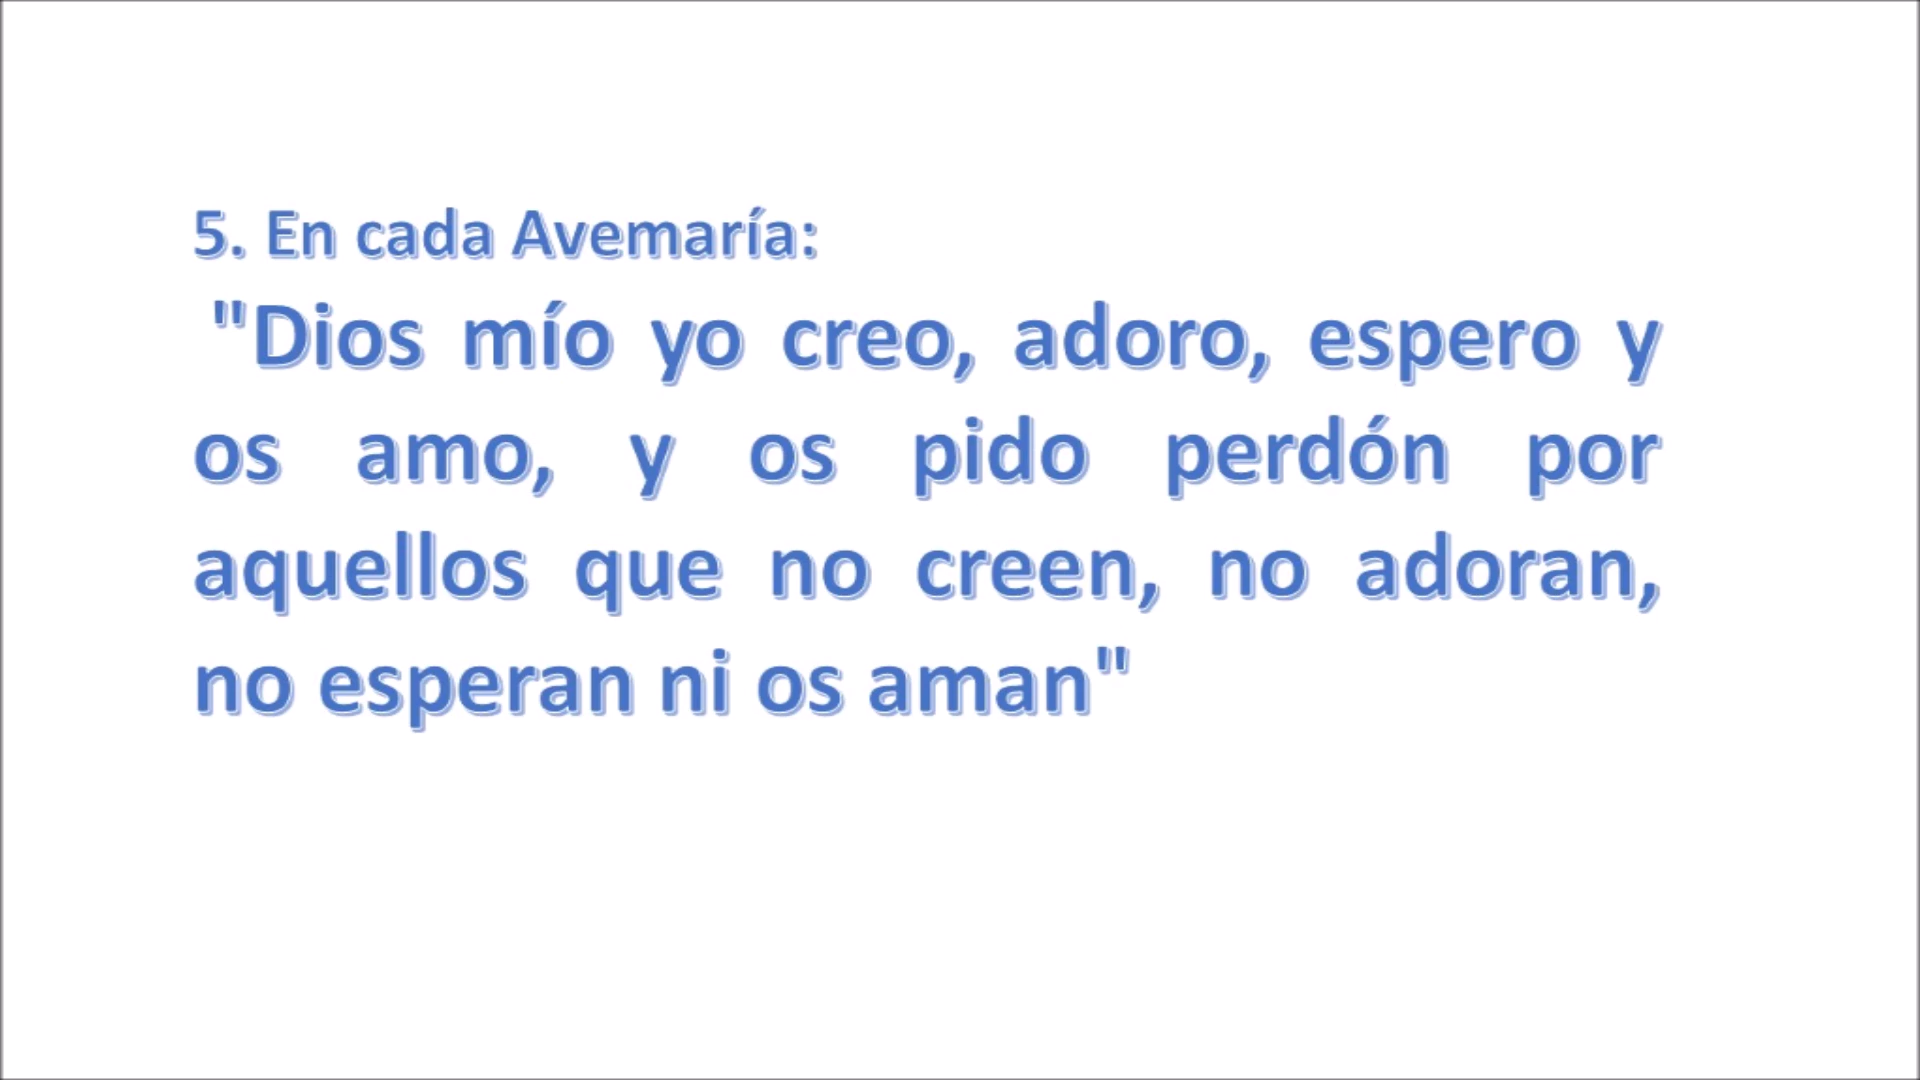 5. En cada Avemaría:
"Dios mío yo creo, adoro, espero y
os amo, y os pido perdón por
aquellos que no creen, no adoran,
no esperan ni os aman"